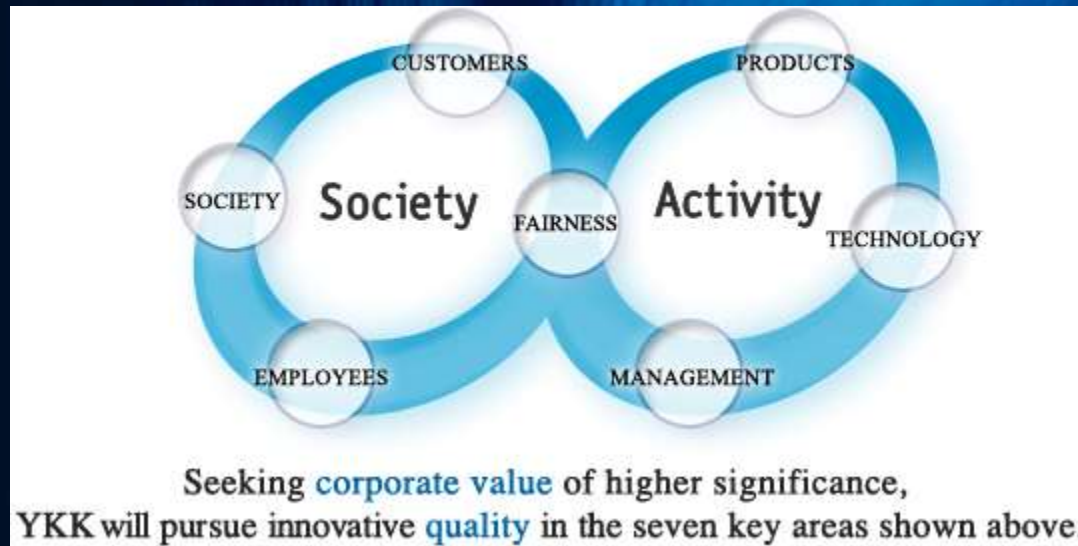 CUSTOMERS
PRODUCTS
SOCIETY
Society
FAIRNESS
Activity
TECHNOLOGY
EMPLOYEES
MANAGEMENT
Seeking corporate value of higher significance,
YKK will pursue innovative quality in the seven key areas shown above